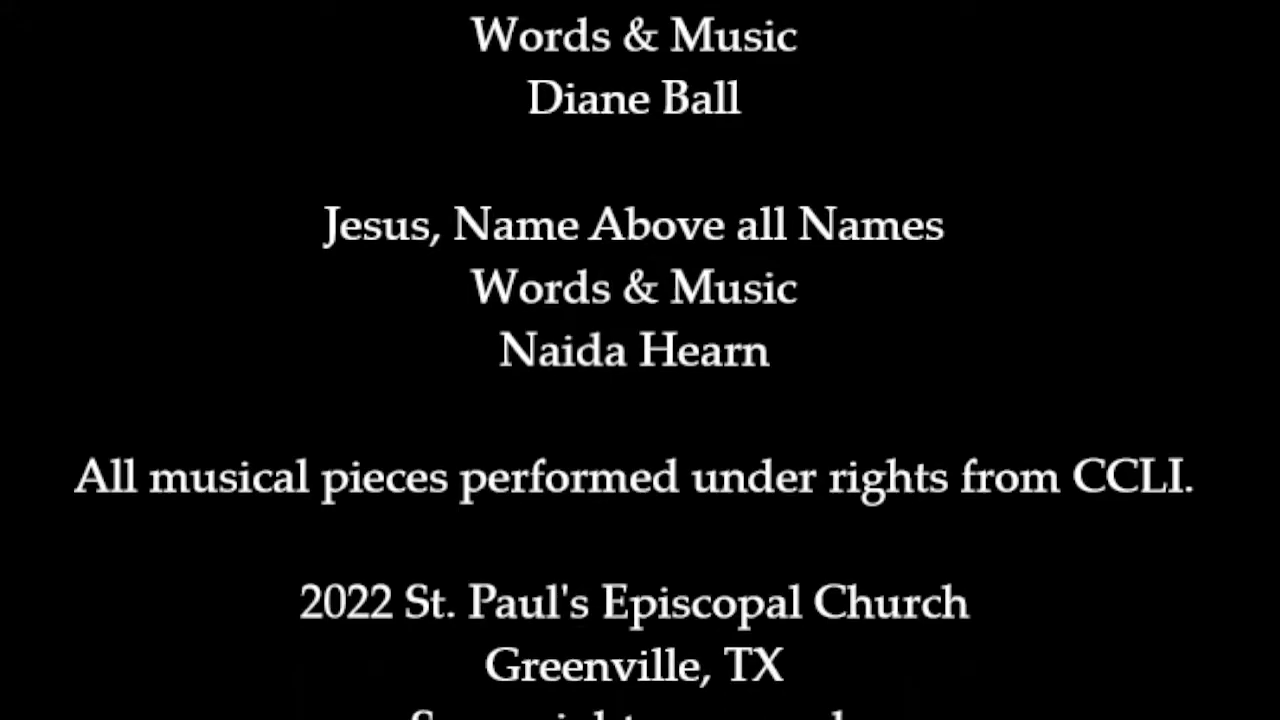 Words & Music
Diane Ball
Jesus, Name Above all Names
Words & Music
Naida Hearn
All musical pieces performed under rights from CCLI.
2022 St. Paul's Episcopal Church
Greenville, TX